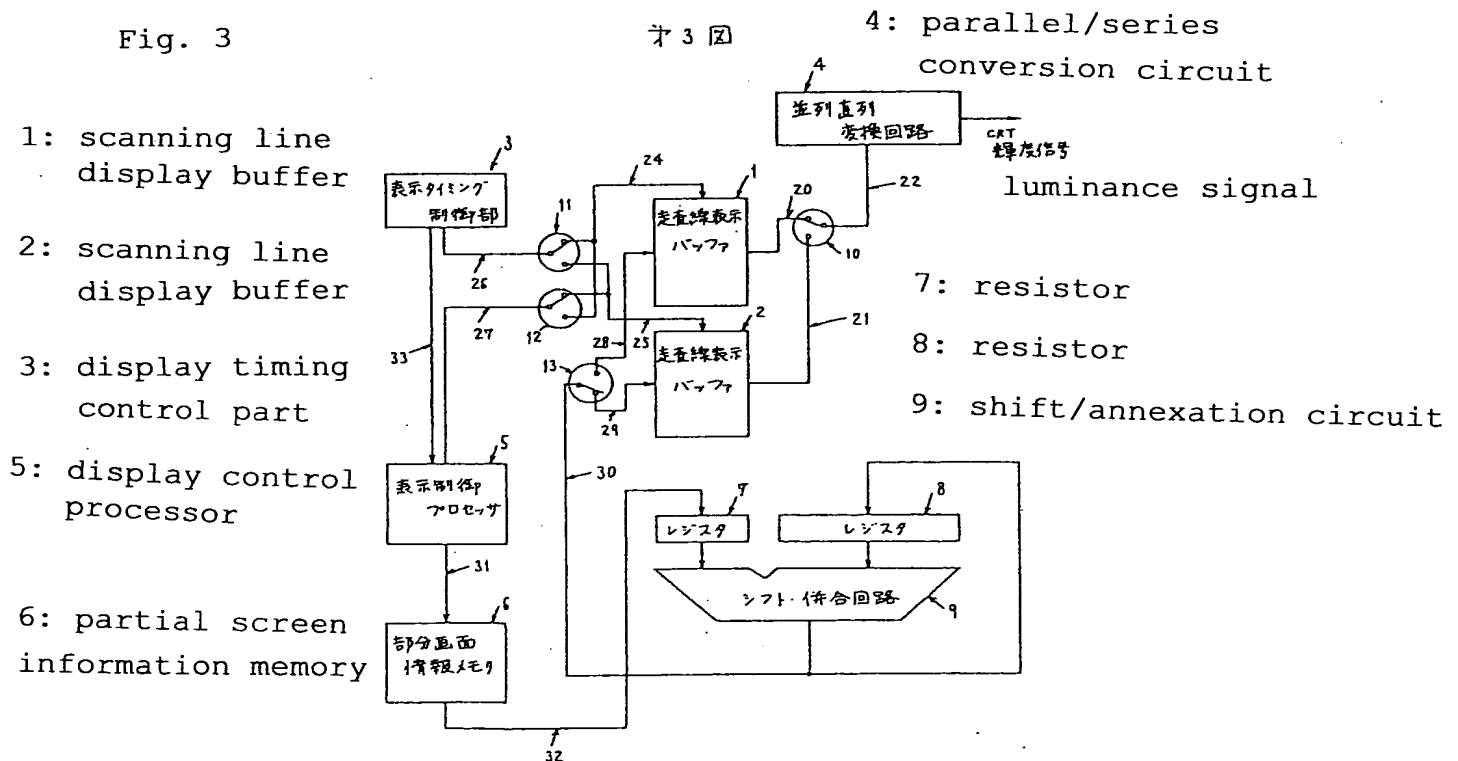 Fig. 3
才3図
4: parallel/series
conversion circuit
4
並列直列
変換回路
CRT
輝度信号
luminance signal
1: scanning line
display buffer
2: scanning line
display buffer
3: display timing
control part
5: display control
processor
6: partial screen
information memory
7: resistor
8: resistor
9: shift/annexation circuit
3
表示タイミング
制御部
11
24
1
走査線表示
バッファ
20
22
10
26
27
12
28
25
2
走査線表示
バッファ
21
33
13
29
30
5
表示制御
プロセッサ
31
6
部分画面
情報メモリ
32
7
レジスタ
8
レジスタ
シフト・併合回路
9